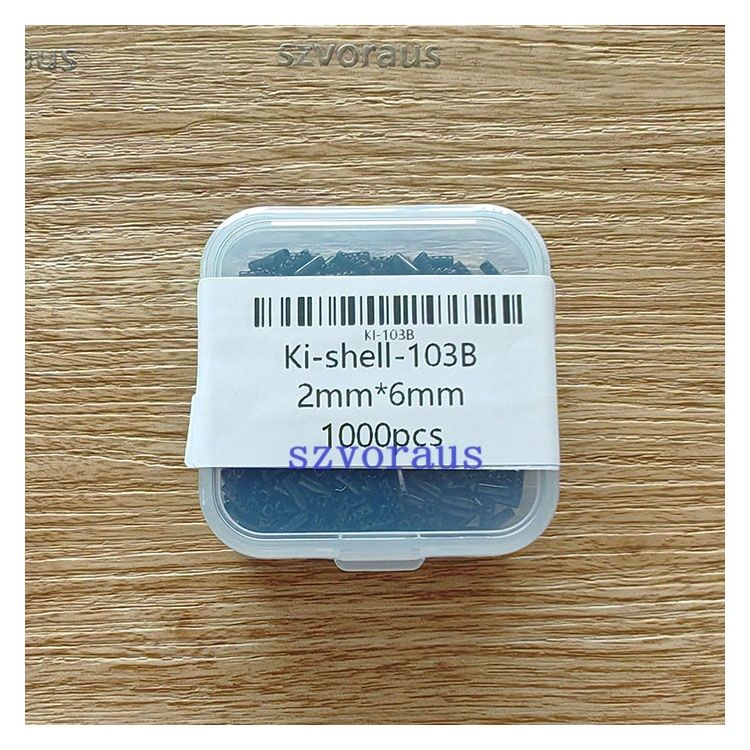 szvoraus
KI-103B
Ki-shell-103B
2mm*6mm
1000pcs
szvoraus